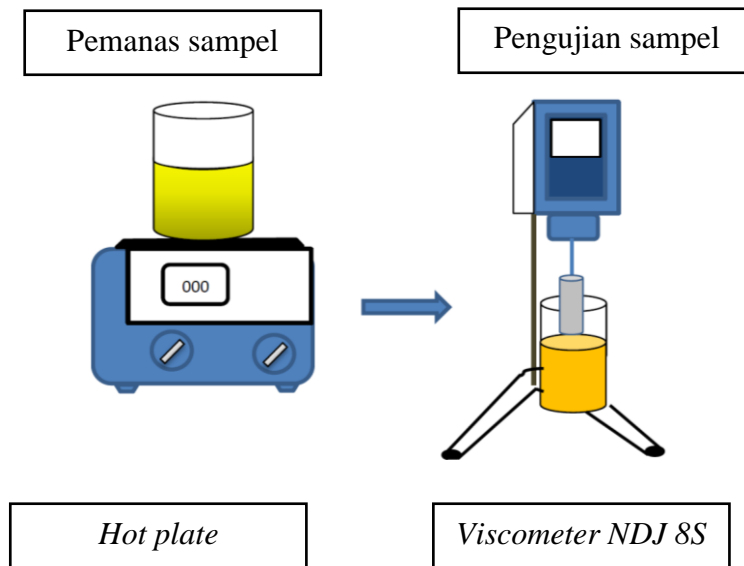 Pemanas sampel
Pengujian sampel
000
Hot plate
Viscometer NDJ 8S